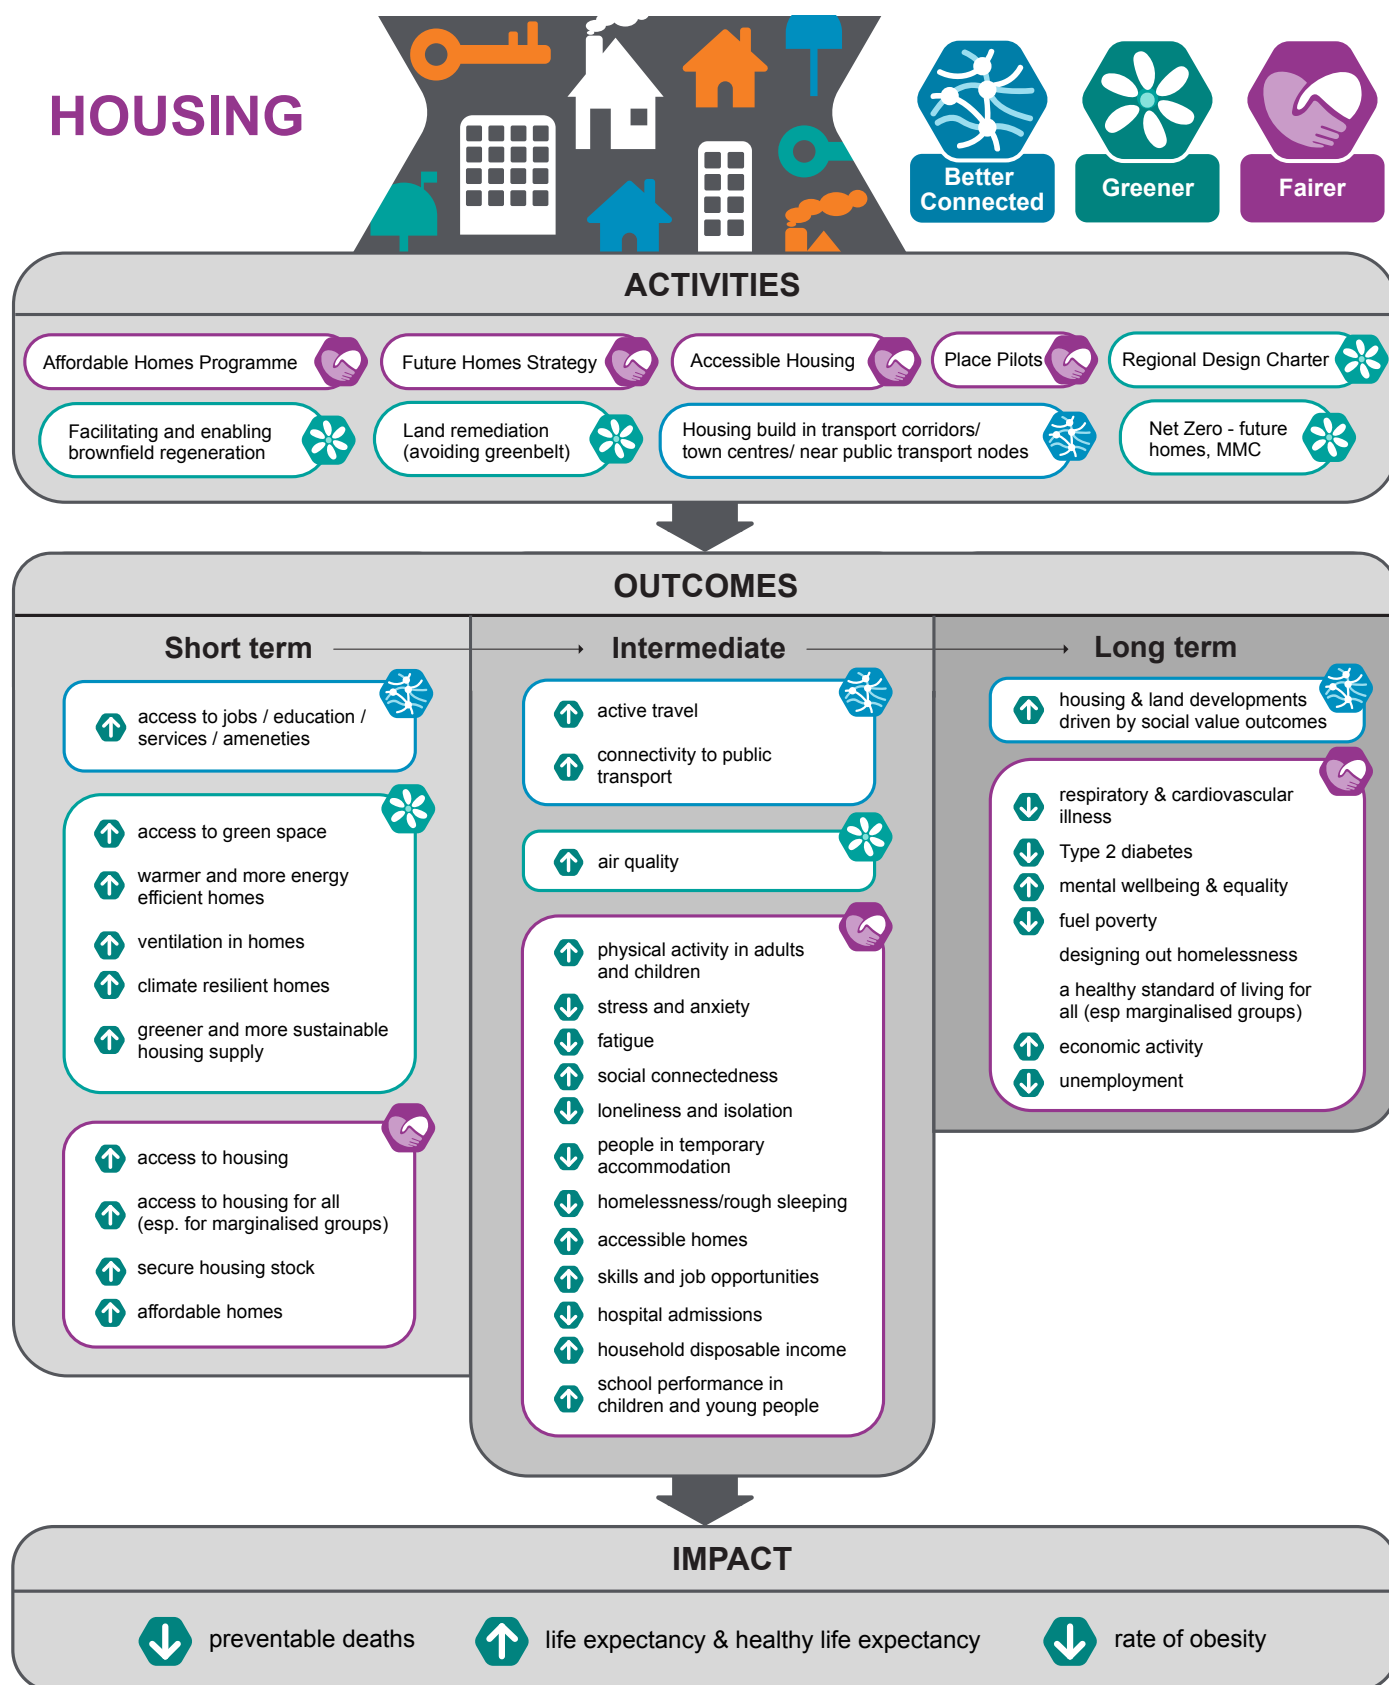 HOUSING
Better
Connected
Greener
Fairer
ACTIVITIES
Affordable Homes Programme
Future Homes Strategy
Accessible Housing
Place Pilots
Regional Design Charter
Facilitating and enabling
brownfield regeneration
Land remediation
(avoiding greenbelt)
Housing build in transport corridors/
town centres/ near public transport nodes
Net Zero - future
homes, MMC
OUTCOMES
Short term
access to jobs / education /
services / ameneties
access to green space
warmer and more energy
efficient homes
ventilation in homes
climate resilient homes
greener and more sustainable
housing supply
access to housing
access to housing for all
(esp. for marginalised groups)
secure housing stock
affordable homes
Intermediate
active travel
connectivity to public
transport
air quality
physical activity in adults
and children
stress and anxiety
fatigue
social connectedness
loneliness and isolation
people in temporary
accommodation
homelessness/rough sleeping
accessible homes
skills and job opportunities
hospital admissions
household disposable income
school performance in
children and young people
Long term
housing & land developments
driven by social value outcomes
respiratory & cardiovascular
illness
Type 2 diabetes
mental wellbeing & equality
fuel poverty
designing out homelessness
a healthy standard of living for
all (esp marginalised groups)
economic activity
unemployment
IMPACT
preventable deaths
life expectancy & healthy life expectancy
rate of obesity